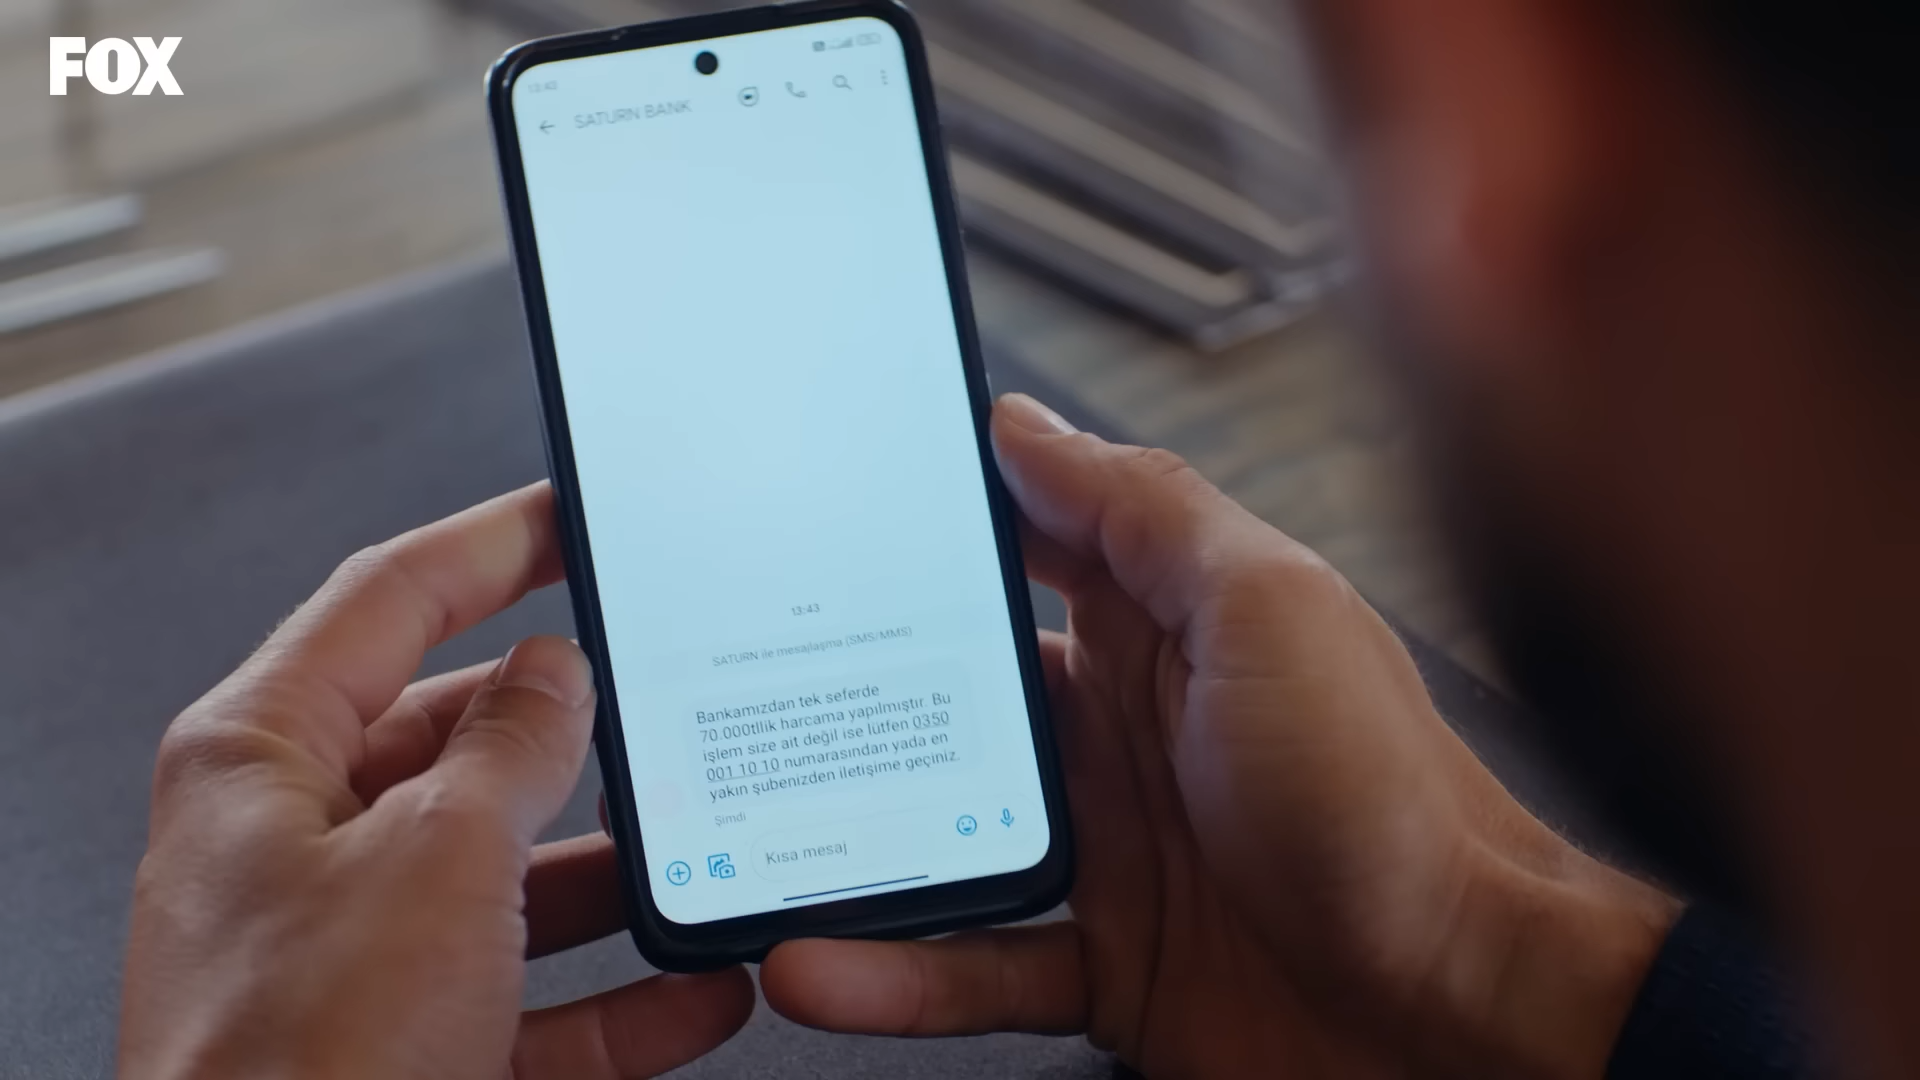 FOX
13:43
SATURN BANK
13:43
SATURN ile mesajlaşma (SMS/MMS)
Bankamızdan tek seferde
70.000tllik harcama yapılmıştır. Bu
işlem size ait değil ise lütfen 0350
001 10 10 numarasından yada en
yakın şubenizden iletişime geçiniz.
Şimdi
Kısa mesaj